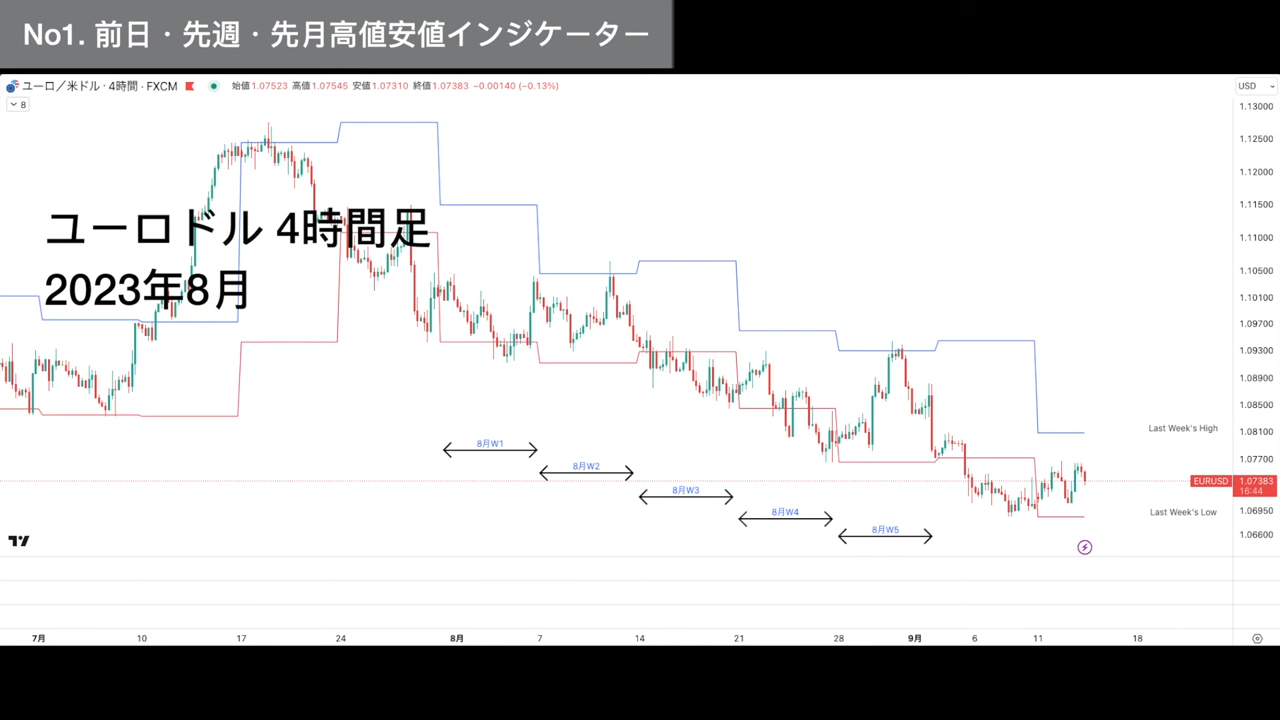 No1. 前日・先週・先月高値安値インジケーター
ユーロ／米ドル · 4時間 · FXCM 始値1.07523 高値1.07545 安値1.07310 終値1.07383 −0.00140 (−0.13%)
USD
8
1.13000
1.12500
1.12000
1.11500
1.11000
1.10500
1.10100
1.09700
1.09300
1.08900
1.08500
1.08100
1.07700
EURUSD 1.07383
16:44
1.06950
1.06600
ユーロドル 4時間足
2023年8月
Last Week's High
Last Week's Low
8月W1
8月W2
8月W3
8月W4
8月W5
7月 10 17 24 8月 7 14 21 28 9月 6 11 18